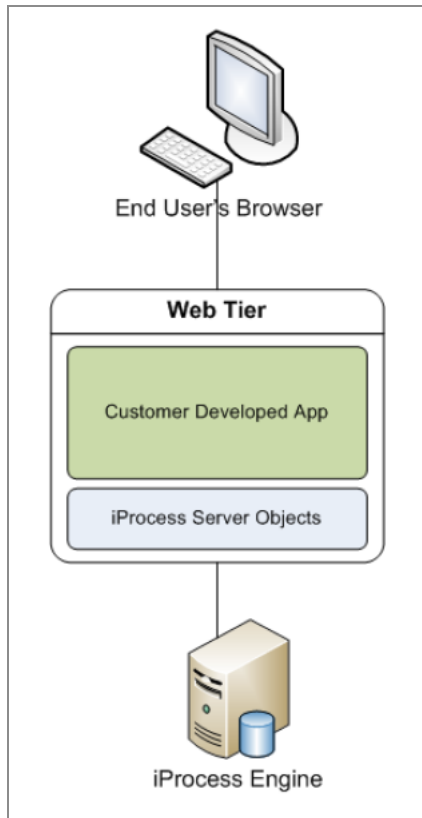 End User's Browser
Web Tier
Customer Developed App
iProcess Server Objects
iProcess Engine